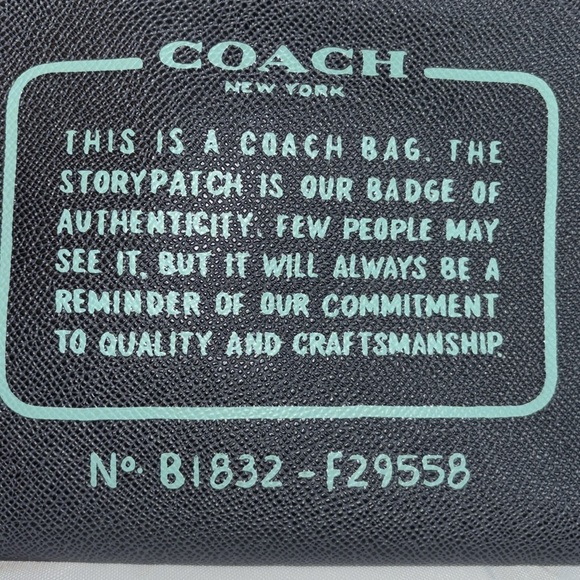 COACH
NEW YORK
THIS IS A COACH BAG. THE
STORYPATCH IS OUR BADGE OF
AUTHENTICITY. FEW PEOPLE MAY
SEE IT, BUT IT WILL ALWAYS BE A
REMINDER OF OUR COMMITMENT
TO QUALITY AND CRAFTSMANSHIP.
No. B1832 - F29558